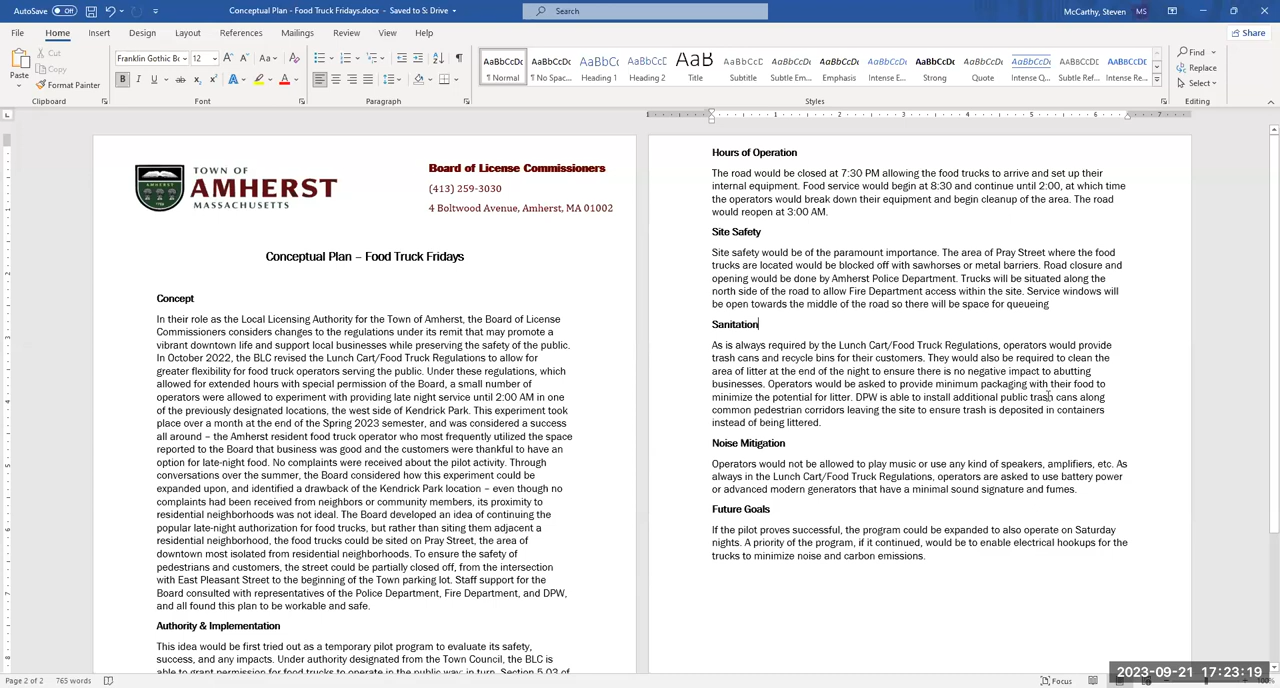 AutoSave Off Conceptual Plan - Food Truck Fridays.docx - Saved to S: Drive Search McCarthy, Steven MS
File Home Insert Design Layout References Mailings Review View Help Share
Paste Cut Copy Format Painter
Franklin Gothic B 12
AaBbCcDc AaBbCcDc AaBbCc AaBbCcC AaB AaBbCcC AaBbCcDc AaBbCcDc AaBbCcDc AaBbCcDc AaBbCcDc AaBbCcDc AaBbCcDc AaBbCcDc
¶ Normal ¶ No Spac... Heading 1 Heading 2 Title Subtitle Subtle Em... Emphasis Intense E... Strong Quote Intense Q... Subtle Ref... Intense Re...
Find Replace Select
Clipboard Font Paragraph Styles Editing
TOWN OF
AMHERST
MASSACHUSETTS
Board of License Commissioners
(413) 259-3030
4 Boltwood Avenue, Amherst, MA 01002
Conceptual Plan – Food Truck Fridays
Concept
In their role as the Local Licensing Authority for the Town of Amherst, the Board of License
Commissioners considers changes to the regulations under its remit that may promote a
vibrant downtown life and support local businesses while preserving the safety of the public.
In October 2022, the BLC revised the Lunch Cart/Food Truck Regulations to allow for
greater flexibility for food truck operators serving the public. Under these regulations, which
allowed for extended hours with special permission of the Board, a small number of
operators were allowed to experiment with providing late night service until 2:00 AM in one
of the previously designated locations, the west side of Kendrick Park. This experiment took
place over a month at the end of the Spring 2023 semester, and was considered a success
all around – the Amherst resident food truck operator who most frequently utilized the space
reported to the Board that business was good and the customers were thankful to have an
option for late-night food. No complaints were received about the pilot activity. Through
conversations over the summer, the Board considered how this experiment could be
expanded upon, and identified a drawback of the Kendrick Park location – even though no
complaints had been received from neighbors or community members, its proximity to
residential neighborhoods was not ideal. The Board developed an idea of continuing the
popular late-night authorization for food trucks, but rather than siting them adjacent a
residential neighborhood, the food trucks could be sited on Pray Street, the area of
downtown most isolated from residential neighborhoods. To ensure the safety of
pedestrians and customers, the street could be partially closed off, from the intersection
with East Pleasant Street to the beginning of the Town parking lot. Staff support for the
Board consulted with representatives of the Police Department, Fire Department, and DPW,
and all found this plan to be workable and safe.
Authority & Implementation
This idea would be first tried out as a temporary pilot program to evaluate its safety,
success, and any impacts. Under authority designated from the Town Council, the BLC is
able to grant permission for food trucks to operate in the public way; in turn, Section 5.03 of
Hours of Operation
The road would be closed at 7:30 PM allowing the food trucks to arrive and set up their
internal equipment. Food service would begin at 8:30 and continue until 2:00, at which time
the operators would break down their equipment and begin cleanup of the area. The road
would reopen at 3:00 AM.
Site Safety
Site safety would be of the paramount importance. The area of Pray Street where the food
trucks are located would be blocked off with sawhorses or metal barriers. Road closure and
opening would be done by Amherst Police Department. Trucks will be situated along the
north side of the road to allow Fire Department access within the site. Service windows will
be open towards the middle of the road so there will be space for queueing
Sanitation
As is always required by the Lunch Cart/Food Truck Regulations, operators would provide
trash cans and recycle bins for their customers. They would also be required to clean the
area of litter at the end of the night to ensure there is no negative impact to abutting
businesses. Operators would be asked to provide minimum packaging with their food to
minimize the potential for litter. DPW is able to install additional public trash cans along
common pedestrian corridors leaving the site to ensure trash is deposited in containers
instead of being littered.
Noise Mitigation
Operators would not be allowed to play music or use any kind of speakers, amplifiers, etc. As
always in the Lunch Cart/Food Truck Regulations, operators are asked to use battery power
or advanced modern generators that have a minimal sound signature and fumes.
Future Goals
If the pilot proves successful, the program could be expanded to also operate on Saturday
nights. A priority of the program, if it continued, would be to enable electrical hookups for the
trucks to minimize noise and carbon emissions.
Page 2 of 2 765 words Focus 100%
2023-09-21 17:23:19